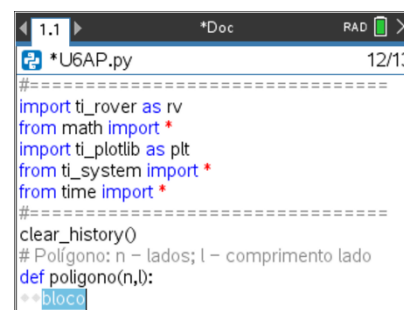 1.1 *Doc RAD
*U6AP.py 12/13
#================================
import ti_rover as rv
from math import *
import ti_plotlib as plt
from ti_system import *
from time import *
#================================
clear_history()
# Polígono: n – lados; l – comprimento lado
def poligono(n,l):
bloco